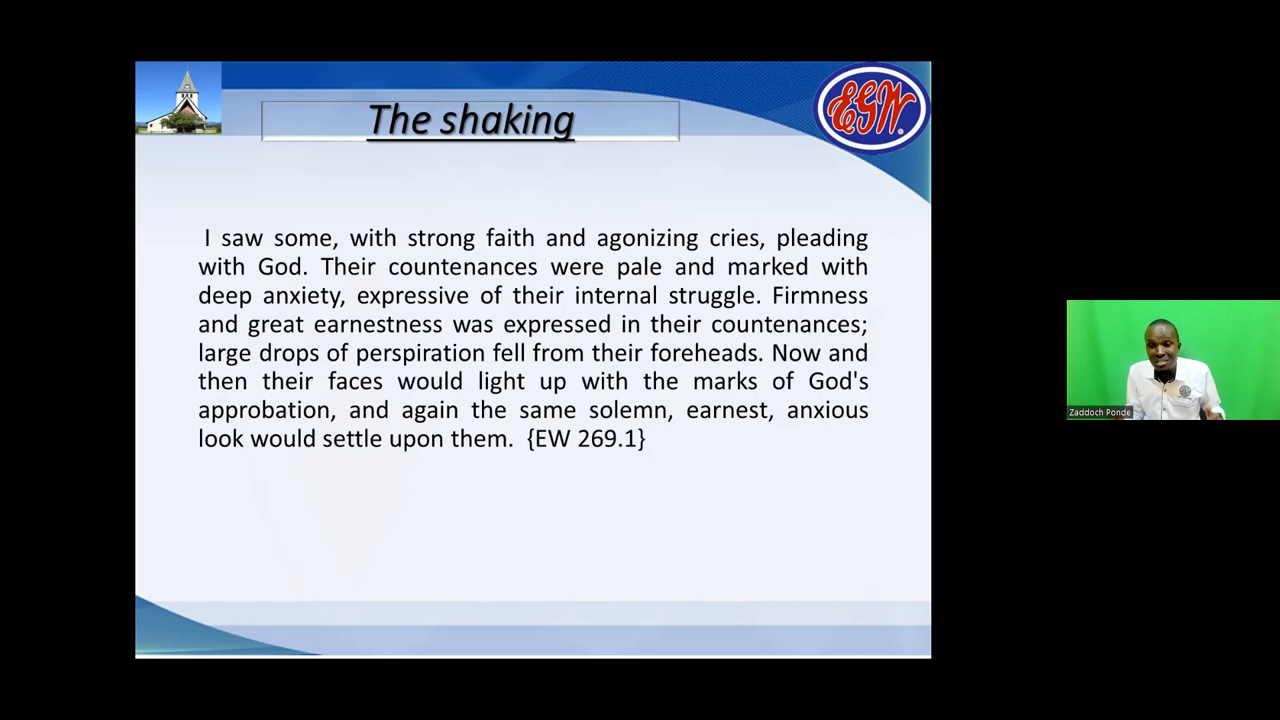 The shaking
EGW
I saw some, with strong faith and agonizing cries, pleading
with God. Their countenances were pale and marked with
deep anxiety, expressive of their internal struggle. Firmness
and great earnestness was expressed in their countenances;
large drops of perspiration fell from their foreheads. Now and
then their faces would light up with the marks of God's
approbation, and again the same solemn, earnest, anxious
look would settle upon them. {EW 269.1}
Zaddoch Ponde